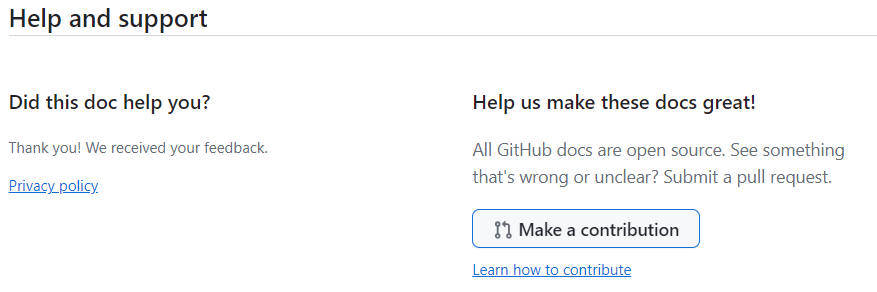 Help and support
Did this doc help you?
Thank you! We received your feedback.
Privacy policy
Help us make these docs great!
All GitHub docs are open source. See something
that's wrong or unclear? Submit a pull request.
Make a contribution
Learn how to contribute